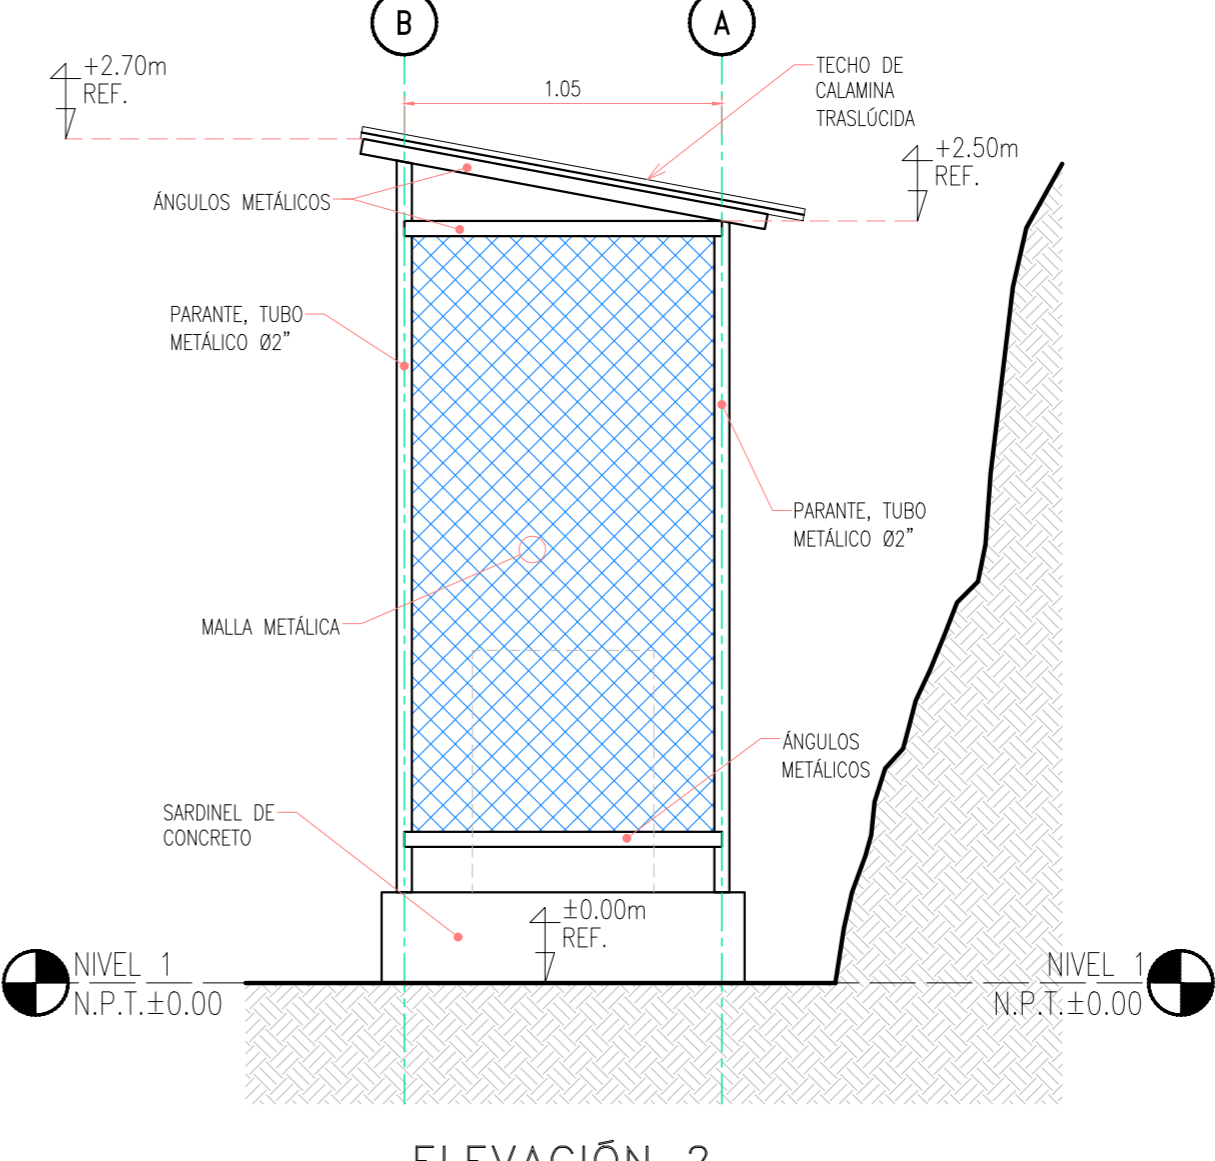 B
A
+2.70m
REF.
1.05
TECHO DE
CALAMINA
TRASLÚCIDA
+2.50m
REF.
ÁNGULOS METÁLICOS
PARANTE, TUBO
METÁLICO Ø2”
PARANTE, TUBO
METÁLICO Ø2”
MALLA METÁLICA
ÁNGULOS
METÁLICOS
SARDINEL DE
CONCRETO
±0.00m
REF.
NIVEL 1
N.P.T.±0.00
NIVEL 1
N.P.T.±0.00
ELEVACIÓN 2